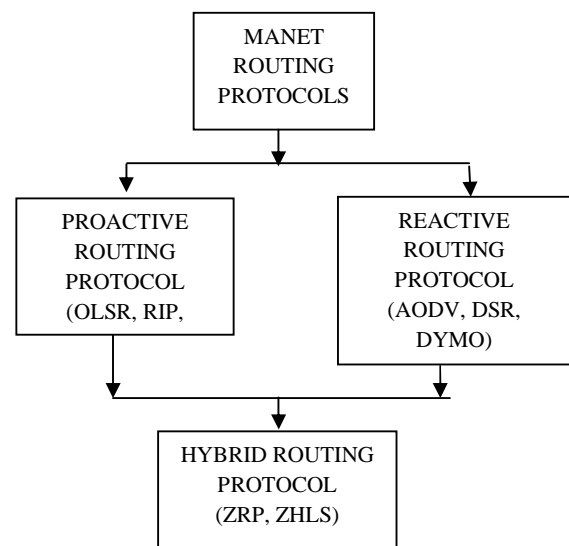 MANET
ROUTING
PROTOCOLS
PROACTIVE
ROUTING
PROTOCOL
(OLSR, RIP,
REACTIVE
ROUTING
PROTOCOL
(AODV, DSR,
DYMO)
HYBRID ROUTING
PROTOCOL
(ZRP, ZHLS)